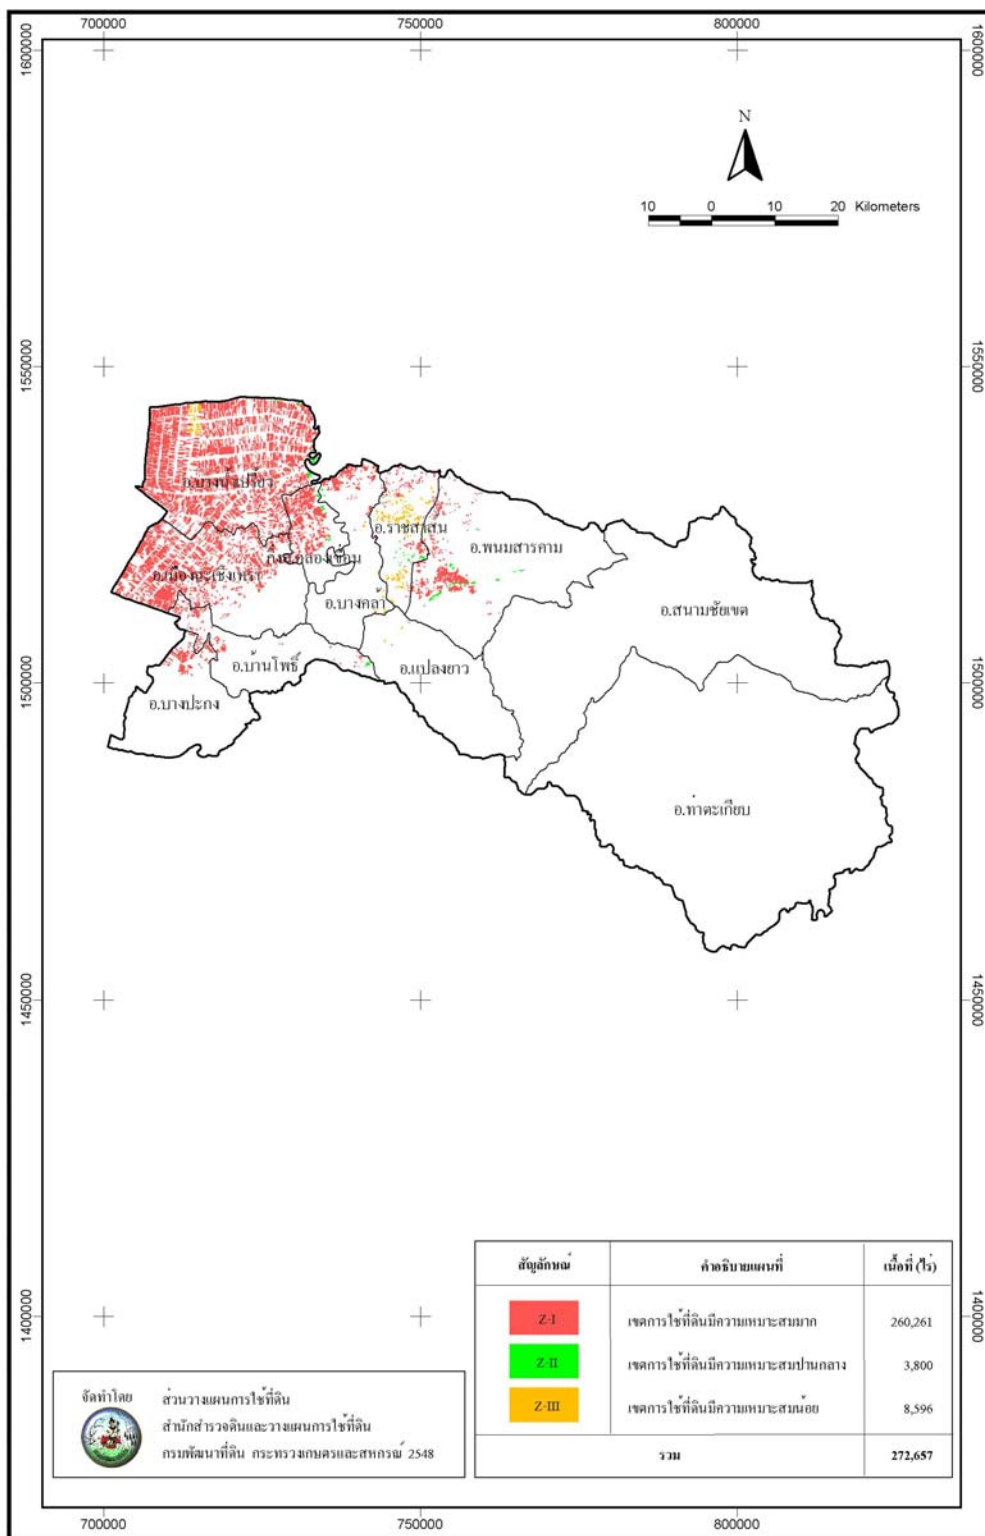 700000 750000 800000
1600000 1600000
N
10 0 10 20 Kilometers
1550000 1550000
อ.บางน้ำเปรี้ยว
อ.ราชสาสน
อ.พนมสารคาม
กิ่งอ.คลองเขื่อน
อ.เมืองฉะเชิงเทรา
อ.บางคล้า
อ.สนามชัยเขต
อ.บ้านโพธิ์
อ.แปลงยาว
1500000 1500000
อ.บางปะกง
อ.ท่าตะเกียบ
1450000 1450000
สัญลักษณ์ คำอธิบายแผนที่ เนื้อที่ (ไร่)
1400000 1400000
Z-I เขตการใช้ที่ดินมีความเหมาะสมมาก 260,261
Z-II เขตการใช้ที่ดินมีความเหมาะสมปานกลาง 3,800
Z-III เขตการใช้ที่ดินมีความเหมาะสมน้อย 8,596
รวม 272,657
จัดทำโดย ส่วนวางแผนการใช้ที่ดิน
สำนักสำรวจดินและวางแผนการใช้ที่ดิน
กรมพัฒนาที่ดิน กระทรวงเกษตรและสหกรณ์ 2548
700000 750000 800000